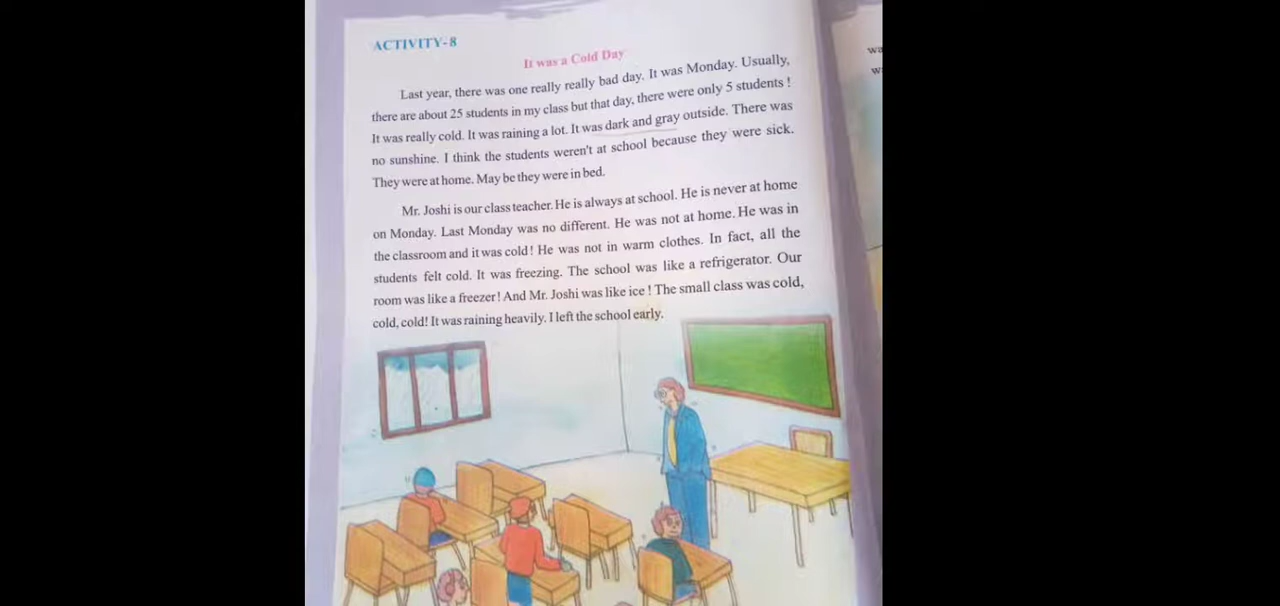 ACTIVITY-8
It was a Cold Day
Last year, there was one really really bad day. It was Monday. Usually,
there are about 25 students in my class but that day, there were only 5 students !
It was really cold. It was raining a lot. It was dark and gray outside. There was
no sunshine. I think the students weren't at school because they were sick.
They were at home. May be they were in bed.
Mr. Joshi is our class teacher. He is always at school. He is never at home
on Monday. Last Monday was no different. He was not at home. He was in
the classroom and it was cold! He was not in warm clothes. In fact, all the
students felt cold. It was freezing. The school was like a refrigerator. Our
room was like a freezer! And Mr. Joshi was like ice ! The small class was cold,
cold, cold! It was raining heavily. I left the school early.